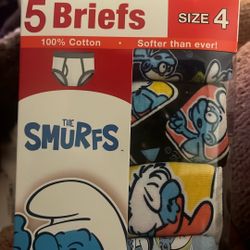 5 Briefs SIZE 4
100% Cotton • Softer than ever!
THE
SMURFS